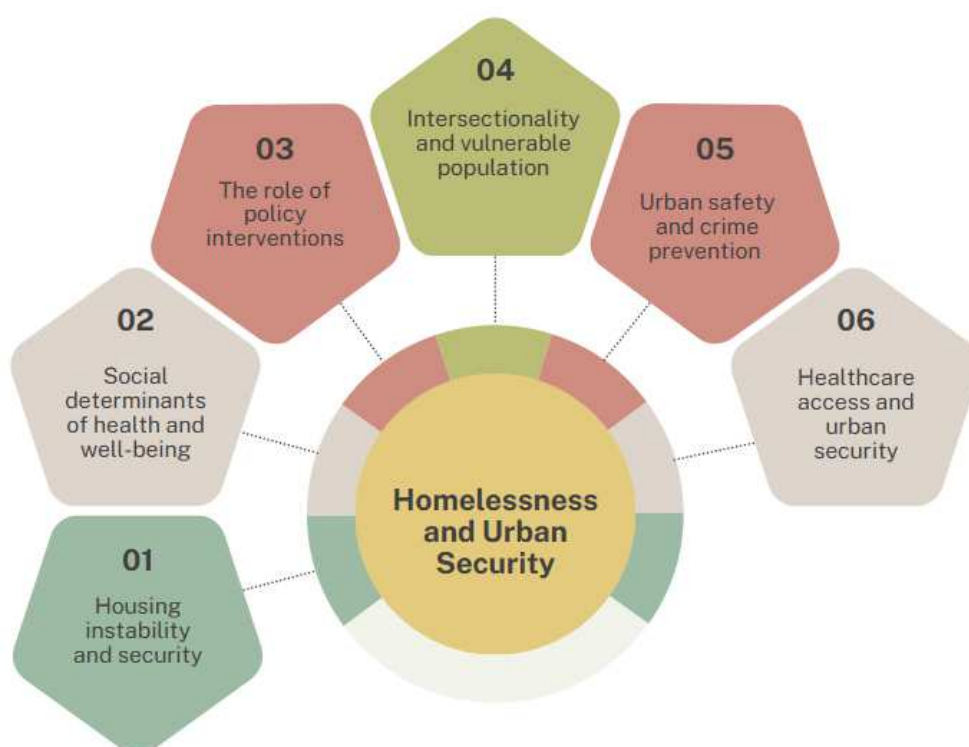 01
Housing
instability
and security
02
Social
determinants
of health and
well-being
03
The role of
policy
interventions
04
Intersectionality
and vulnerable
population
05
Urban safety
and crime
prevention
06
Healthcare
access and
urban
security
Homelessness
and Urban
Security